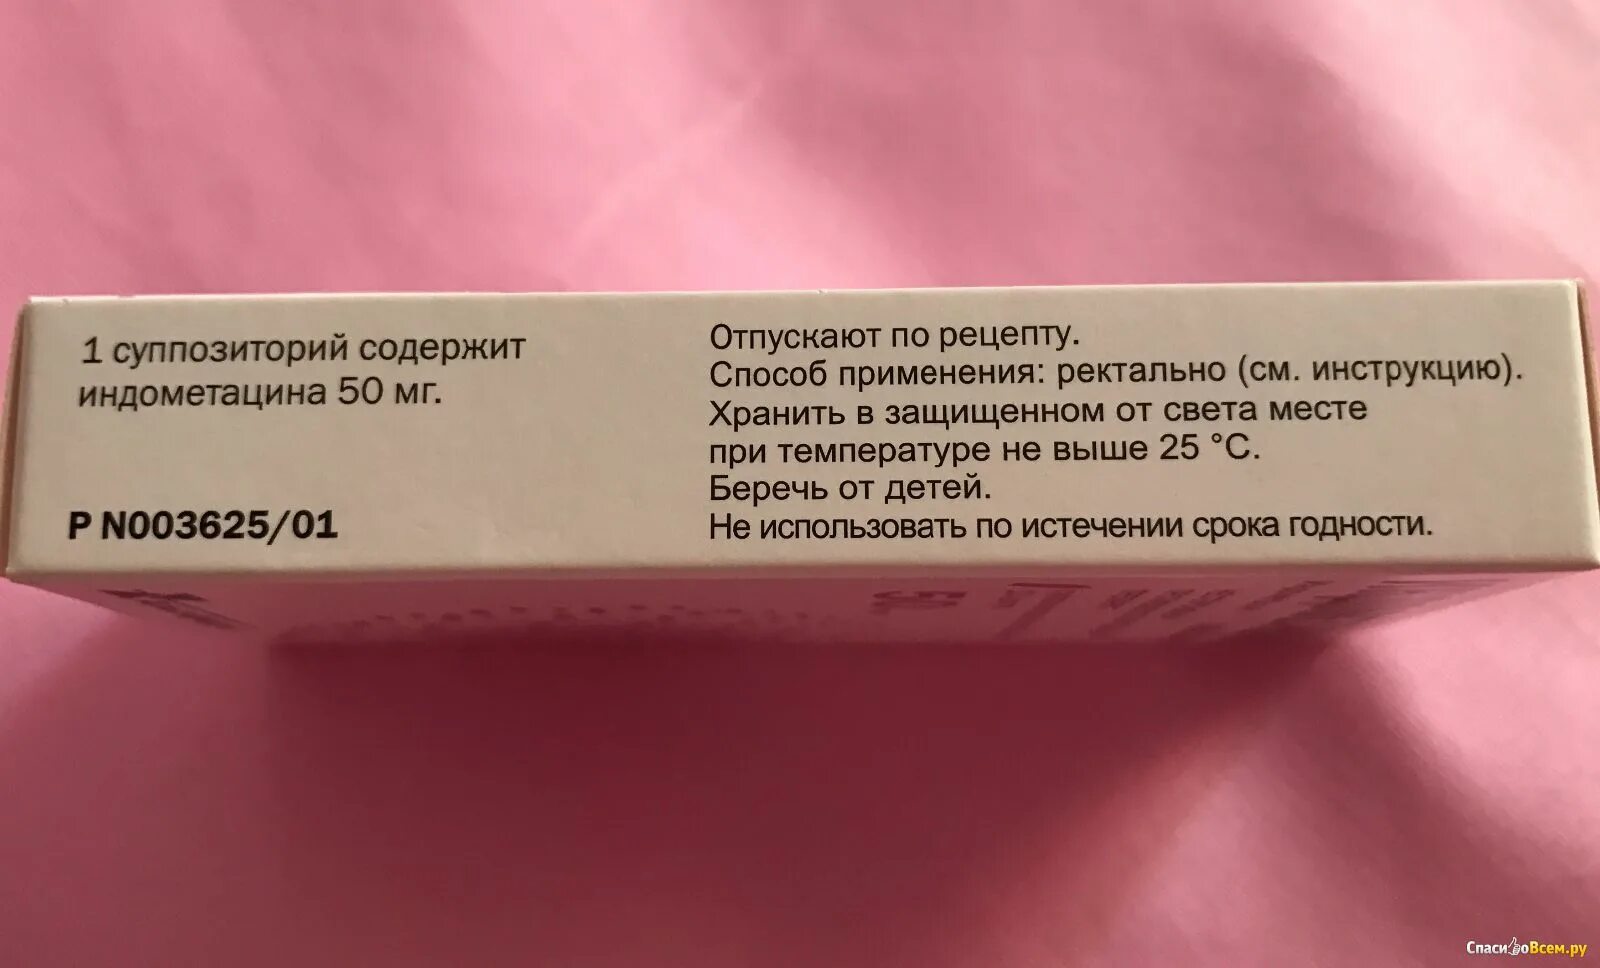 1 суппозиторий содержит
индометацина 50 мг.
P N003625/01
Отпускают по рецепту.
Способ применения: ректально (см. инструкцию).
Хранить в защищенном от света месте
при температуре не выше 25 °C.
Беречь от детей.
Не использовать по истечении срока годности.
СпасибоВсем.ру